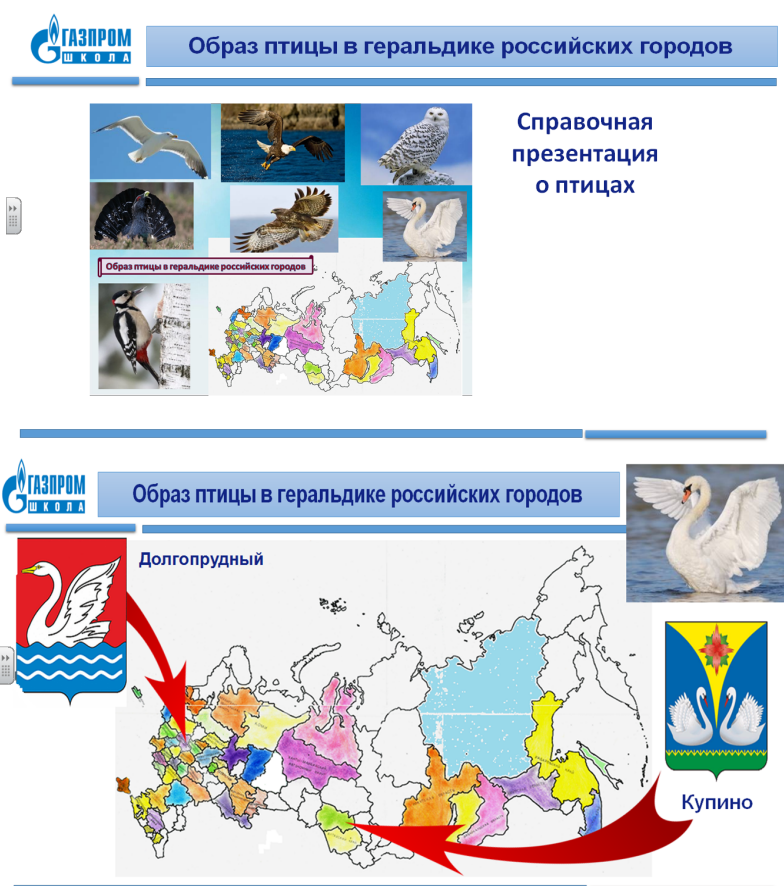 ГАЗПРОМ
ШКОЛА
Образ птицы в геральдике российских городов
Справочная
презентация
о птицах
Образ птицы в геральдике российских городов
ГАЗПРОМ
ШКОЛА
Образ птицы в геральдике российских городов
Долгопрудный
Купино